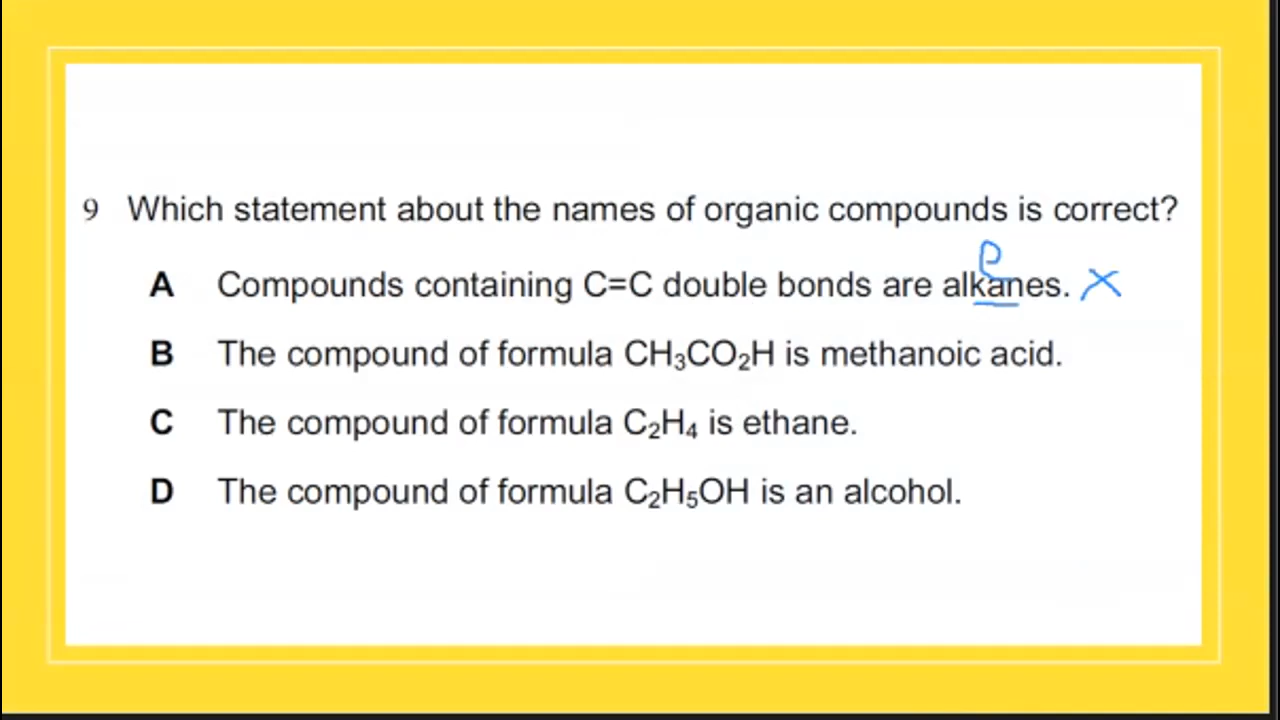 9 Which statement about the names of organic compounds is correct?
e
A Compounds containing C=C double bonds are alkanes. X
B The compound of formula CH₃CO₂H is methanoic acid.
C The compound of formula C₂H₄ is ethane.
D The compound of formula C₂H₅OH is an alcohol.